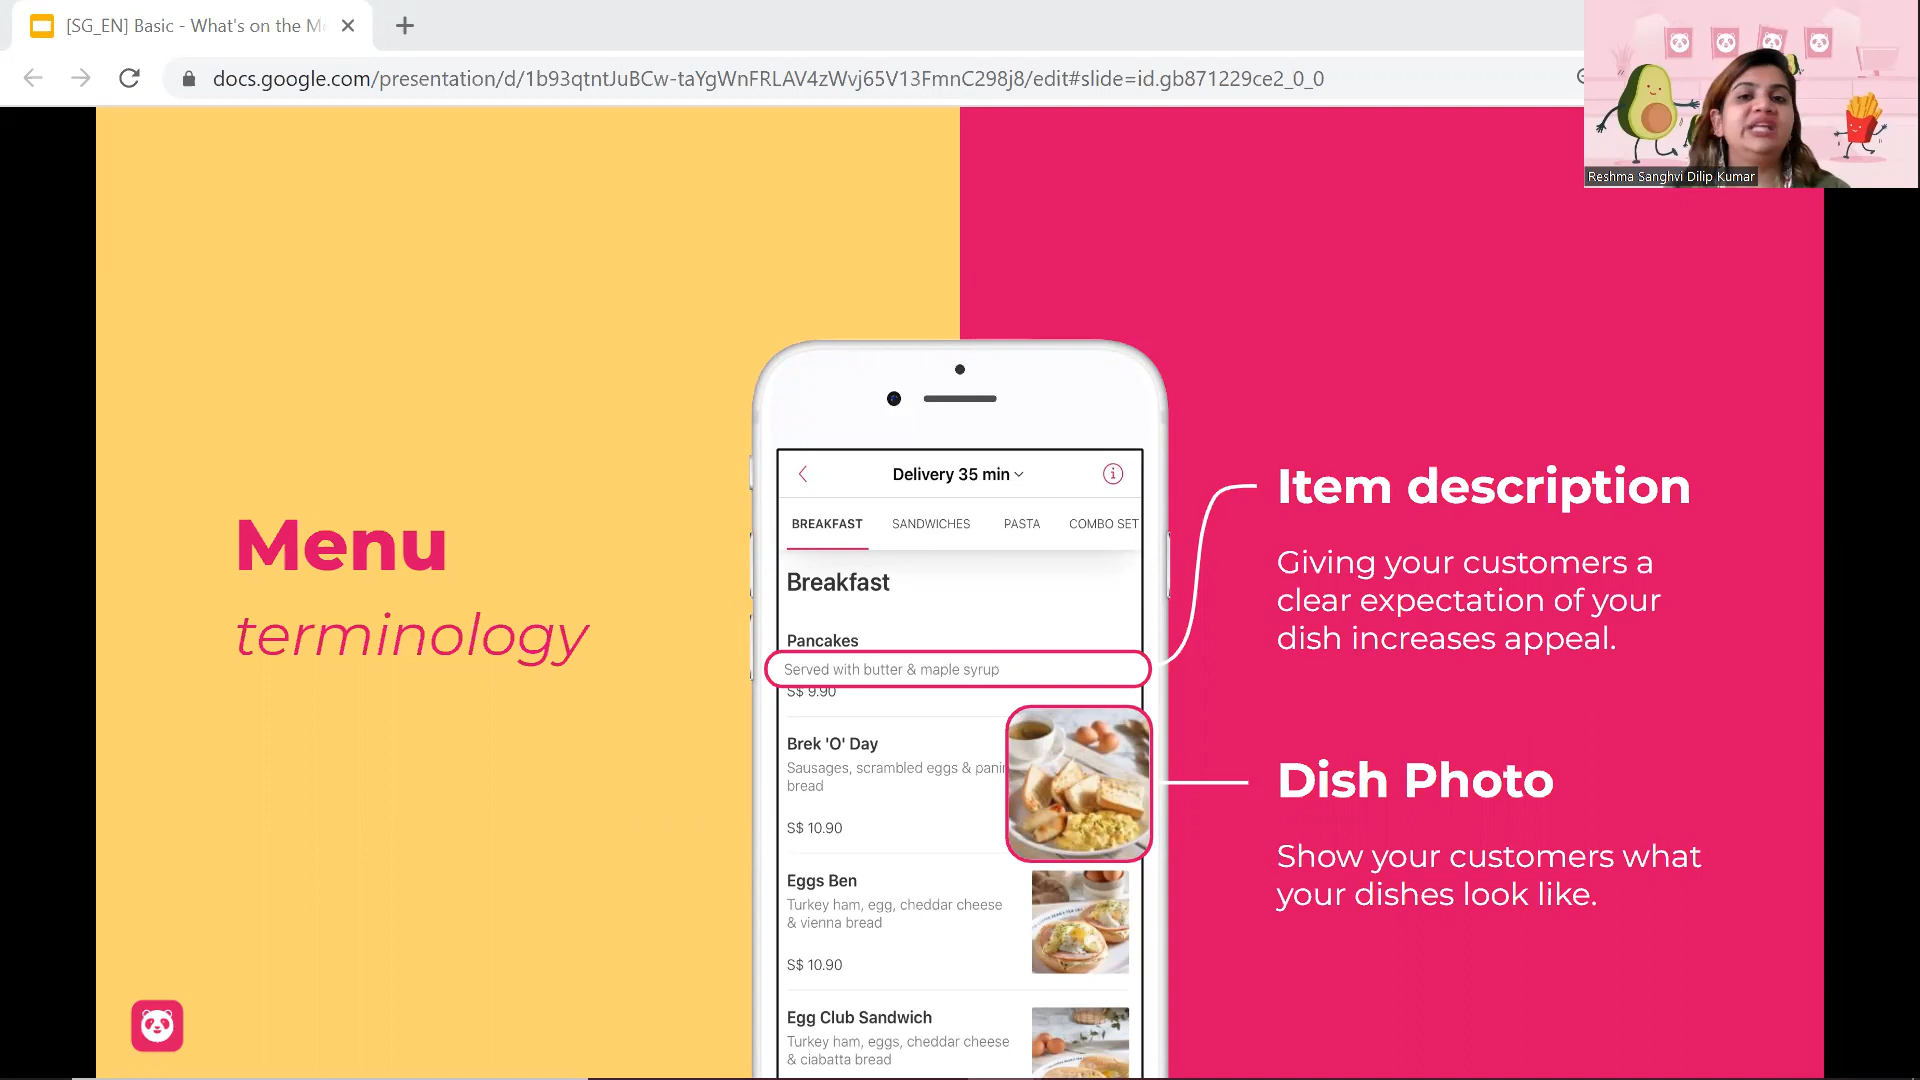 [SG_EN] Basic - What's on the M
docs.google.com/presentation/d/1b93qtntJuBCw-taYgWnFRLAV4zWvj65V13FmnC298j8/edit#slide=id.gb871229ce2_0_0
Reshma Sanghvi Dilip Kumar
Menu
terminology
Delivery 35 min
BREAKFAST SANDWICHES PASTA COMBO SET
Breakfast
Pancakes
Served with butter & maple syrup
S$ 9.90
Brek 'O' Day
Sausages, scrambled eggs & panin
bread
S$ 10.90
Eggs Ben
Turkey ham, egg, cheddar cheese
& vienna bread
S$ 10.90
Egg Club Sandwich
Turkey ham, eggs, cheddar cheese
& ciabatta bread
Item description
Giving your customers a
clear expectation of your
dish increases appeal.
Dish Photo
Show your customers what
your dishes look like.